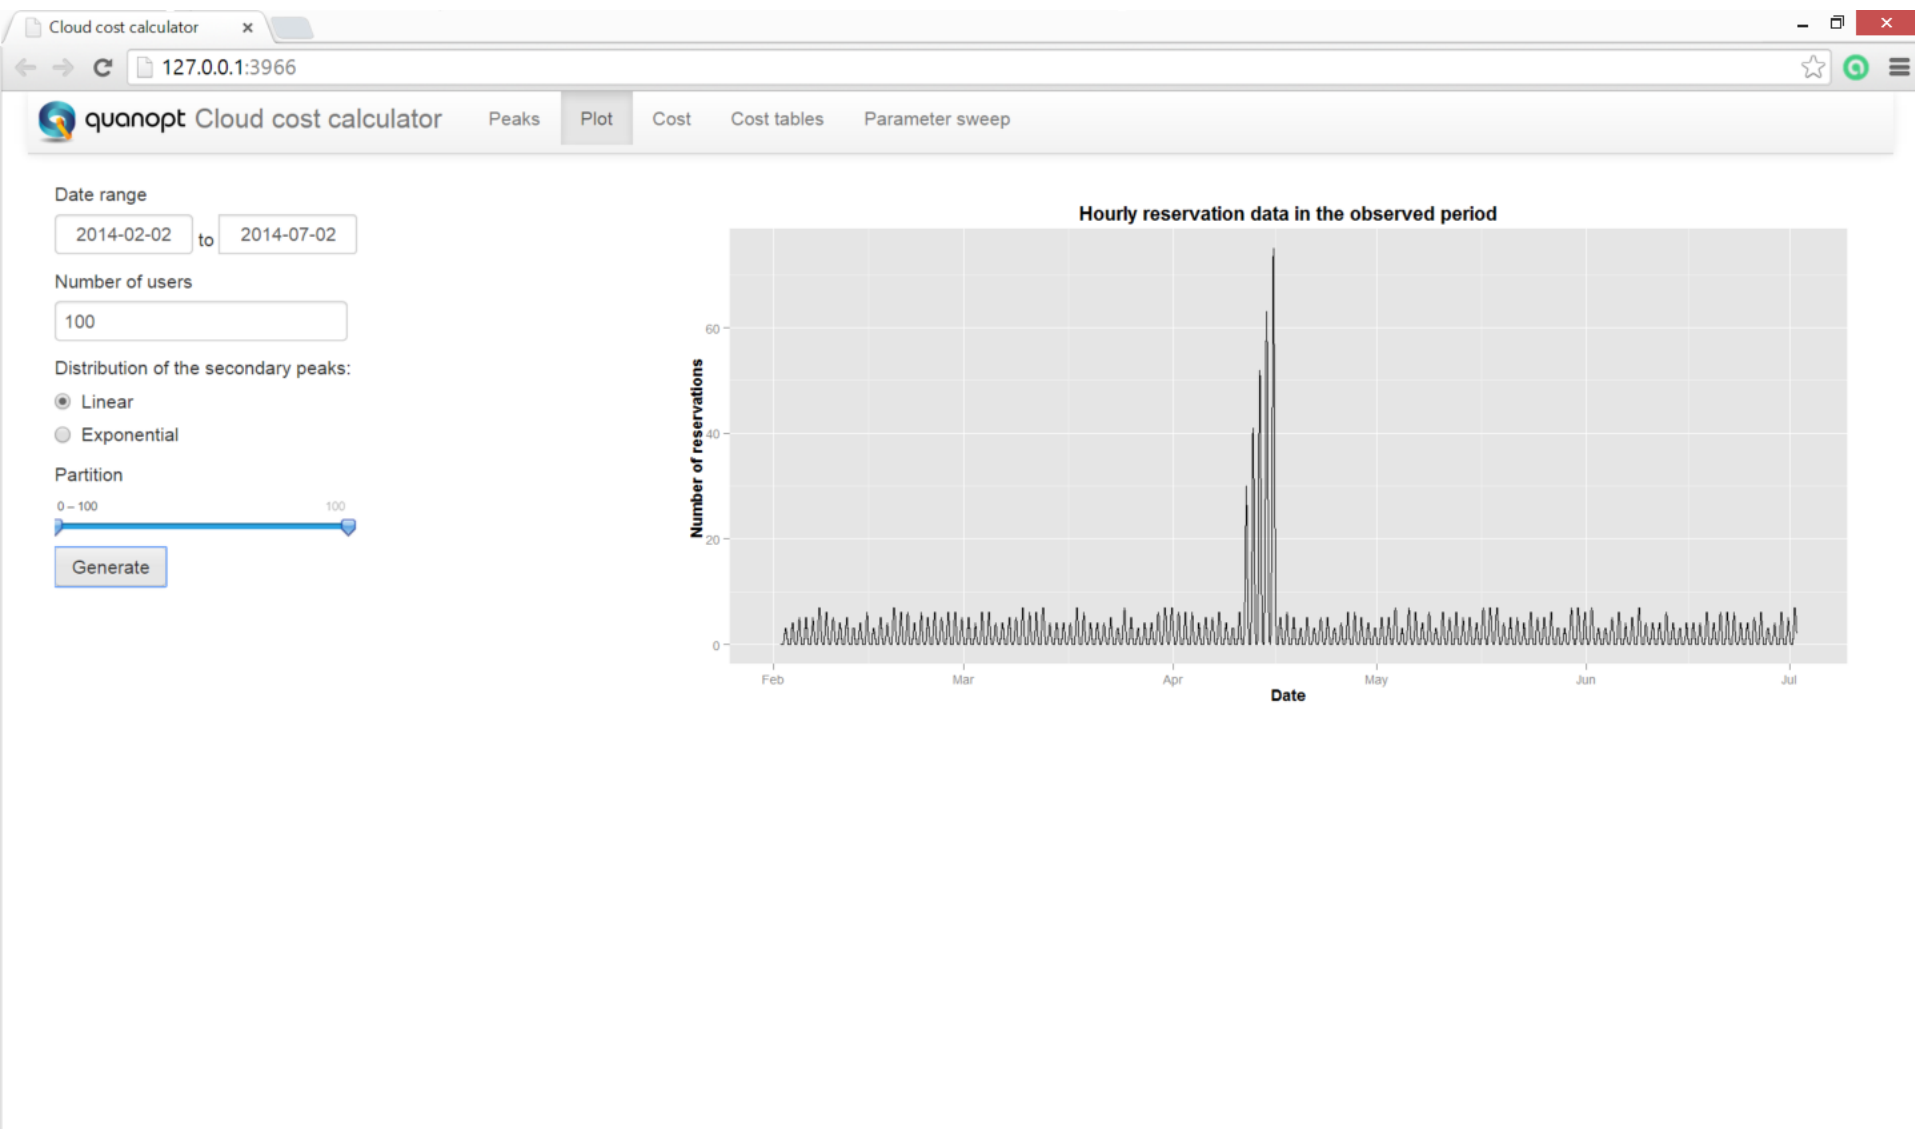 Cloud cost calculator
127.0.0.1:3966
quanopt Cloud cost calculator Peaks Plot Cost Cost tables Parameter sweep
Date range
2014-02-02 to 2014-07-02
Number of users
100
Distribution of the secondary peaks:
Linear
Exponential
Partition
0 – 100 100
Generate
Hourly reservation data in the observed period
Number of reservations
60
40
20
0
Feb Mar Apr May Jun Jul
Date